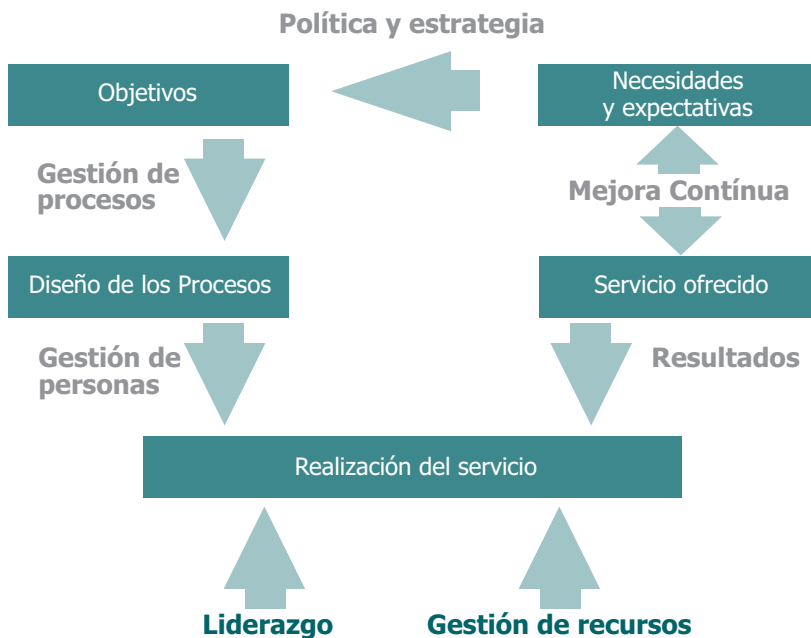 Política y estrategia
Objetivos
Necesidades
y expectativas
Gestión de
procesos
Mejora Contínua
Diseño de los Procesos
Servicio ofrecido
Gestión de
personas
Resultados
Realización del servicio
Liderazgo
Gestión de recursos